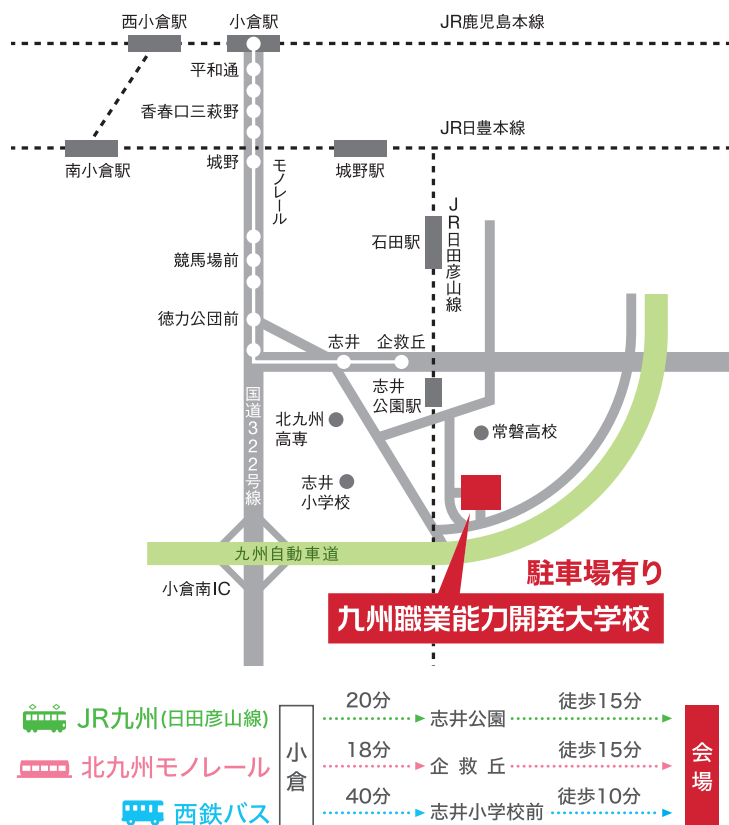 西小倉駅
小倉駅
JR鹿児島本線
平和通
香春口三萩野
JR日豊本線
南小倉駅
城野
モノレール
城野駅
JR日田彦山線
石田駅
競馬場前
徳力公団前
志井
企救丘
志井
公園駅
国道322号線
北九州
高専
常磐高校
志井
小学校
九州自動車道
小倉南IC
駐車場有り
九州職業能力開発大学校
JR九州(日田彦山線)
小倉
20分
志井公園
徒歩15分
会場
北九州モノレール
18分
企救丘
徒歩15分
西鉄バス
40分
志井小学校前
徒歩10分